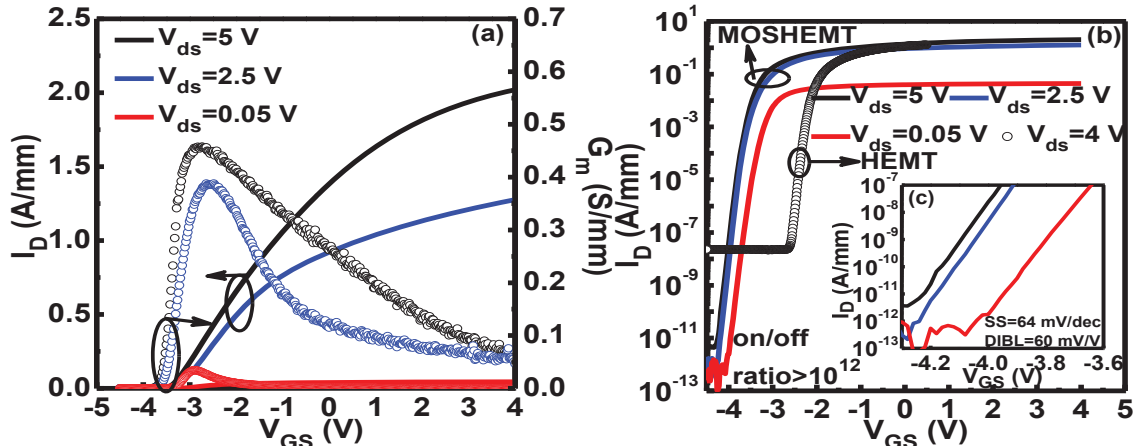 (a)
V_ds=5 V
V_ds=2.5 V
V_ds=0.05 V
I_D (A/mm)
2.5
2.0
1.5
1.0
0.5
0.0
G_m (S/mm)
0.7
0.6
0.5
0.4
0.3
0.2
0.1
0.0
-5 -4 -3 -2 -1 0 1 2 3 4
V_GS (V)
(b)
MOSHEMT
V_ds=5 V V_ds=2.5 V
V_ds=0.05 V V_ds=4 V
HEMT
I_D (A/mm)
10^1
10^-1
10^-3
10^-5
10^-7
10^-9
10^-11
10^-13
on/off
ratio>10^12
-4 -3 -2 -1 0 1 2 3 4 5
V_GS (V)
(c)
I_D (A/mm)
10^-7
10^-8
10^-9
10^-10
10^-11
10^-12
10^-13
SS=64 mV/dec
DIBL=60 mV/V
-4.2 -4.0 -3.8 -3.6
V_GS (V)